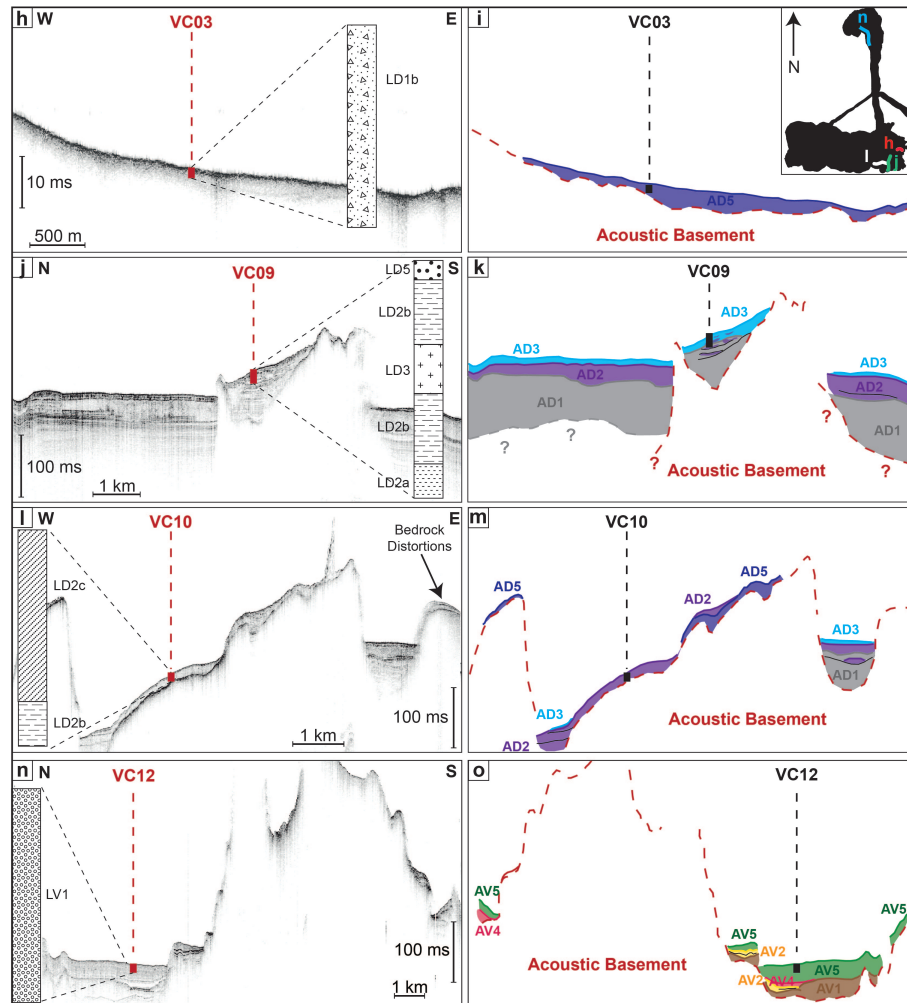 h W
VC03
E
LD1b
10 ms
500 m
i
VC03
n
N
h
l
j
AD5
Acoustic Basement
j N
VC09
S
LD5
LD2b
LD3
LD2b
LD2a
100 ms
1 km
k
VC09
AD3
AD3
AD2
AD1
? ?
?
AD3
AD2
AD1
?
?
Acoustic Basement
l W
VC10
E
Bedrock
Distortions
LD2c
LD2b
100 ms
1 km
m
VC10
AD5
AD2
AD5
AD3
AD1
AD3
AD2
Acoustic Basement
n N
VC12
S
LV1
100 ms
1 km
o
VC12
AV5
AV4
AV5
AV5
AV2
AV2
AV4
AV5
AV1
Acoustic Basement